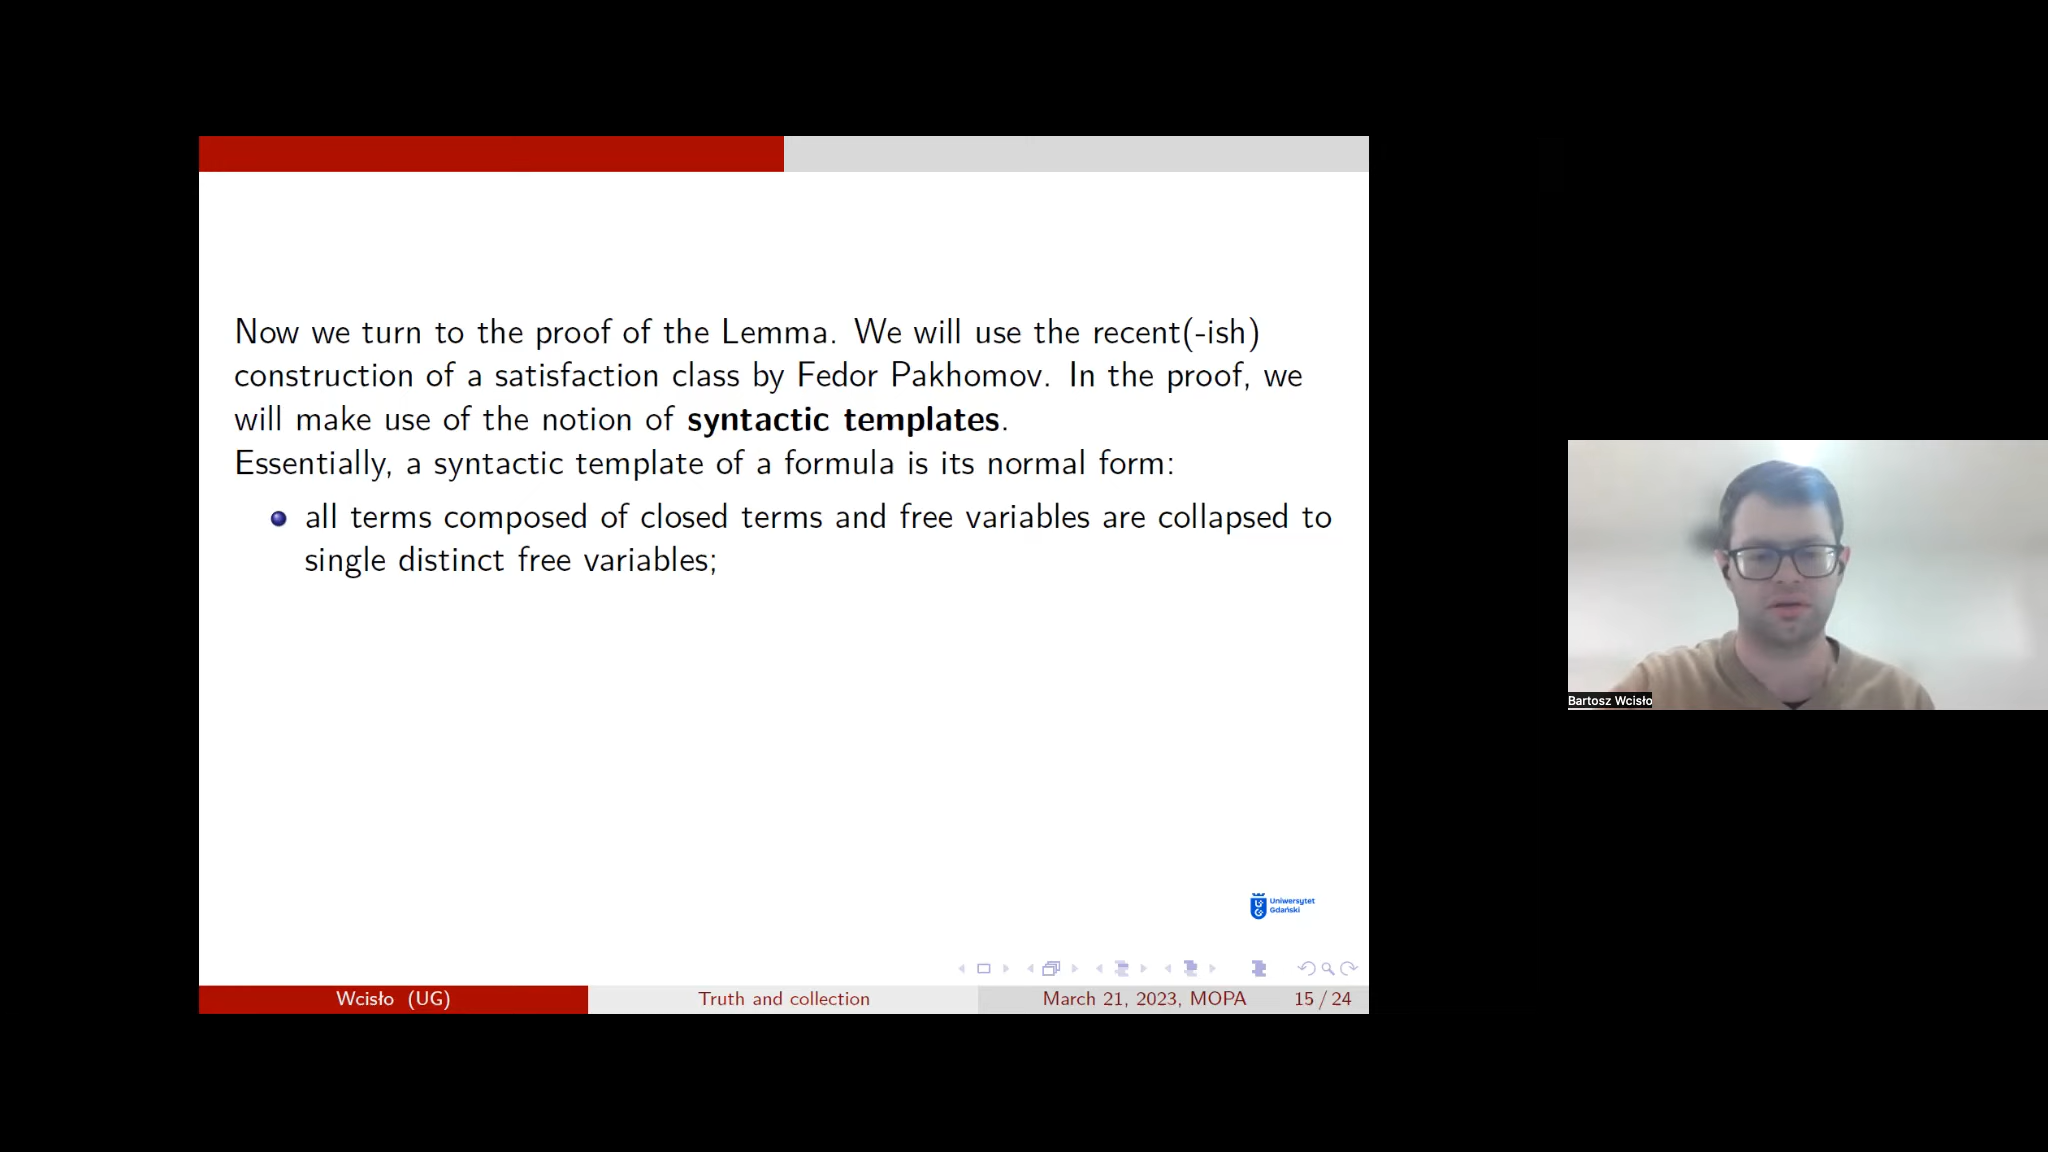 Now we turn to the proof of the Lemma. We will use the recent(-ish)
construction of a satisfaction class by Fedor Pakhomov. In the proof, we
will make use of the notion of syntactic templates.
Essentially, a syntactic template of a formula is its normal form:
all terms composed of closed terms and free variables are collapsed to
single distinct free variables;
Bartosz Wcisło
Uniwersytet
Gdański
Wcisło (UG)
Truth and collection
March 21, 2023, MOPA
15 / 24